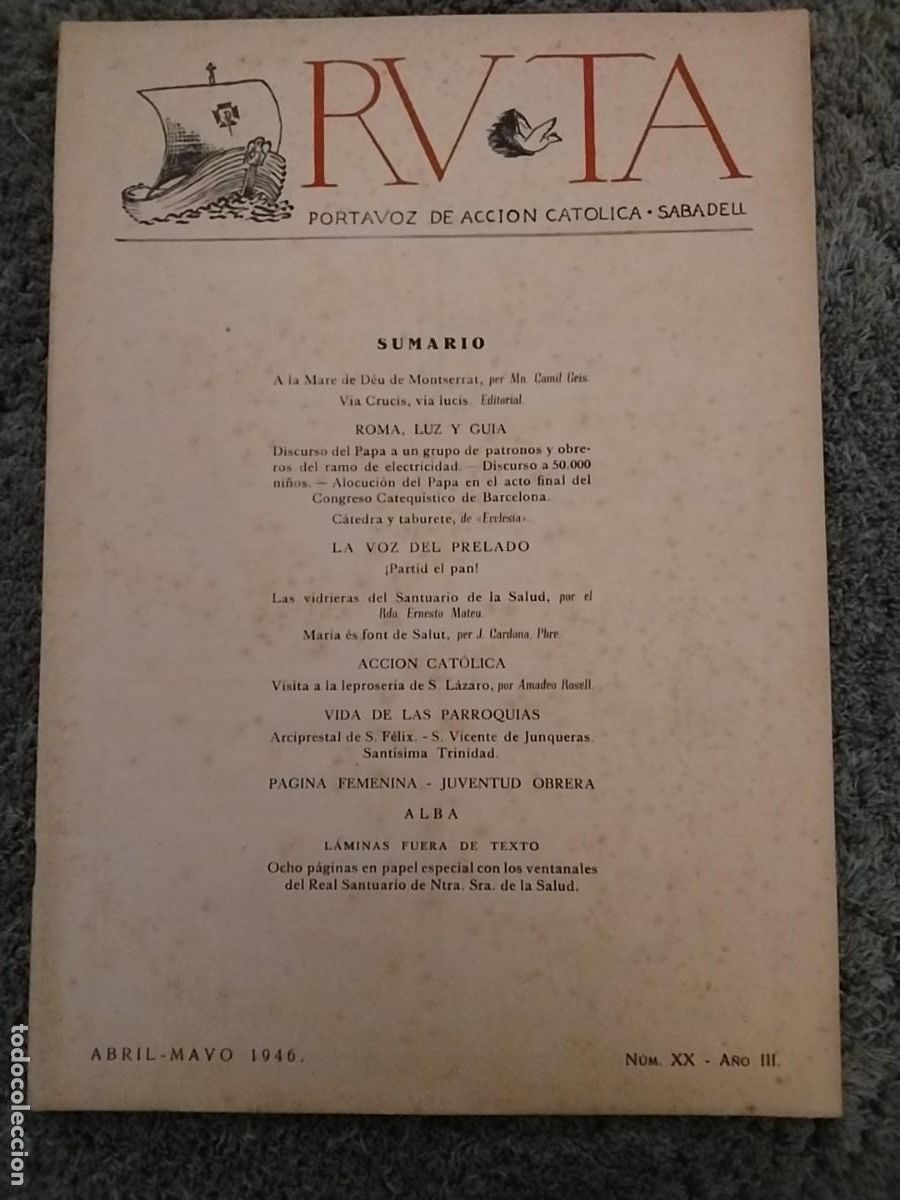 RVTA
PORTAVOZ DE ACCION CATOLICA · SABADELL
SUMARIO
A la Mare de Déu de Montserrat, per Mn. Camil Geis.
Via Crucis, via lucis. Editorial.
ROMA, LUZ Y GUIA
Discurso del Papa a un grupo de patronos y obre-
ros del ramo de electricidad. — Discurso a 50.000
niños. — Alocución del Papa en el acto final del
Congreso Catequistico de Barcelona.
Cátedra y taburete, de «Ecclesia».
LA VOZ DEL PRELADO
¡Partid el pan!
Las vidrieras del Santuario de la Salud, por el
Rdo. Ernesto Mateu.
Maria és font de Salut, per J. Cardona, Pbre.
ACCION CATÓLICA
Visita a la leprosería de S. Lázaro, por Amadeo Rosell.
VIDA DE LAS PARROQUIAS
Arciprestal de S. Félix. - S. Vicente de Junqueras.
Santísima Trinidad.
PAGINA FEMENINA - JUVENTUD OBRERA
ALBA
LÁMINAS FUERA DE TEXTO
Ocho páginas en papel especial con los ventanales
del Real Santuario de Ntra. Sra. de la Salud.
ABRIL-MAYO 1946.
NÚM. XX - AÑO III.
todocoleccion